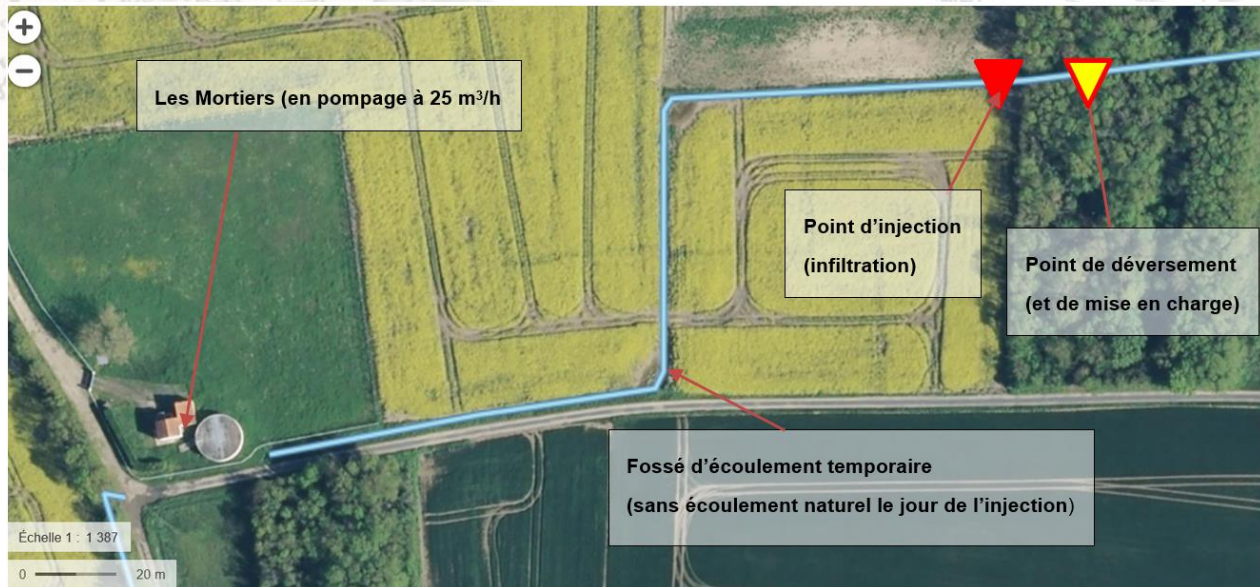 +
−
Les Mortiers (en pompage à 25 m³/h
Point d’injection
(infiltration)
Point de déversement
(et de mise en charge)
Fossé d’écoulement temporaire
(sans écoulement naturel le jour de l’injection)
Échelle 1 : 1 387
0 20 m